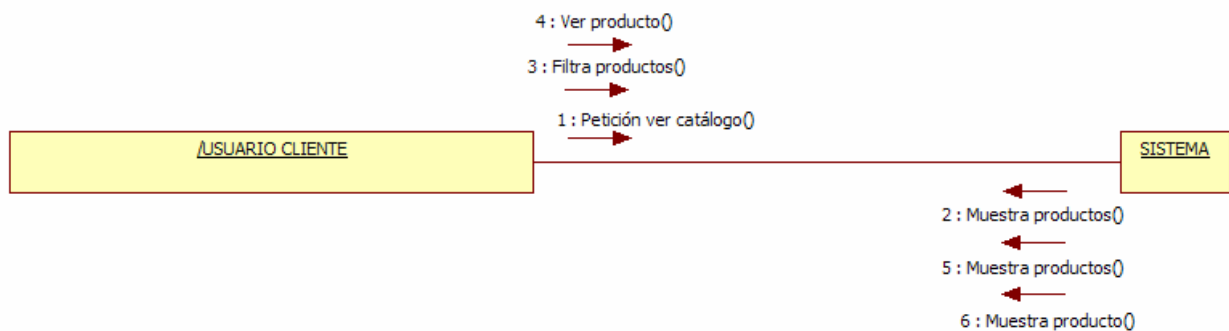 4 : Ver producto()
3 : Filtra productos()
1 : Petición ver catálogo()
/USUARIO CLIENTE
SISTEMA
2 : Muestra productos()
5 : Muestra productos()
6 : Muestra producto()